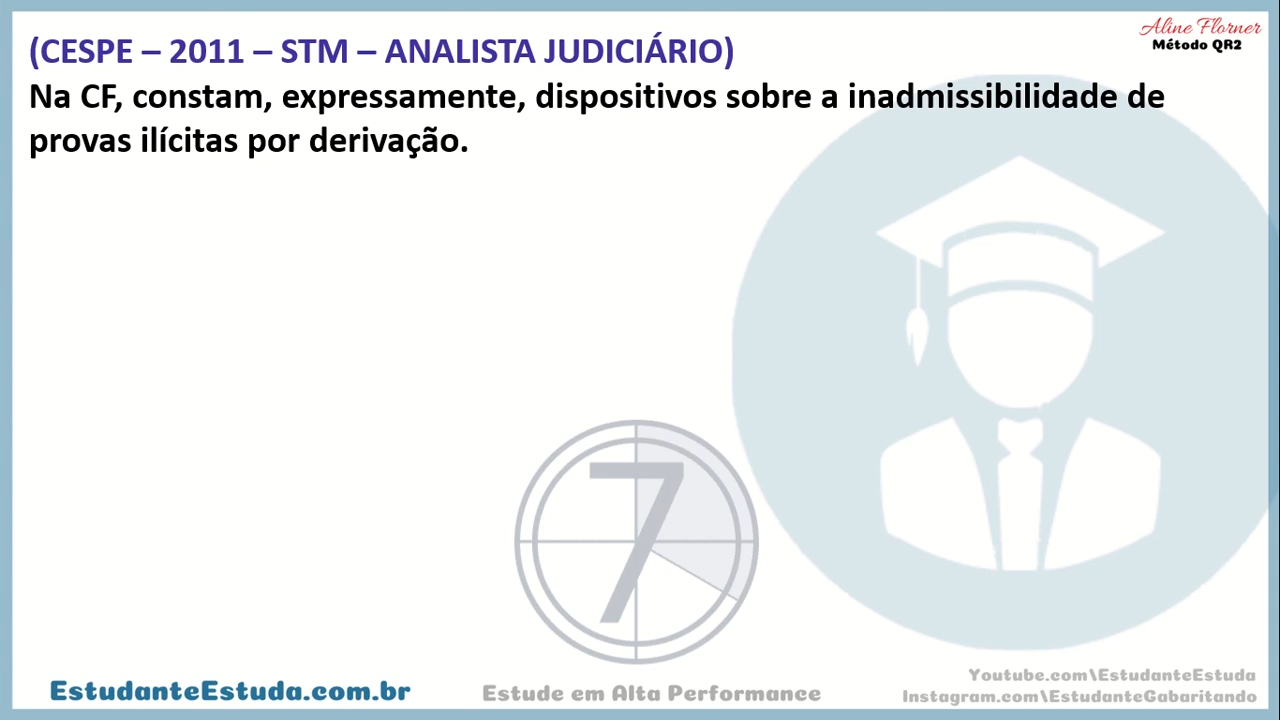 Aline Florner
Método QR2
(CESPE – 2011 – STM – ANALISTA JUDICIÁRIO)
Na CF, constam, expressamente, dispositivos sobre a inadmissibilidade de
provas ilícitas por derivação.
7
EstudanteEstuda.com.br
Estude em Alta Performance
Youtube.com\EstudanteEstuda
Instagram.com\EstudanteGabaritando